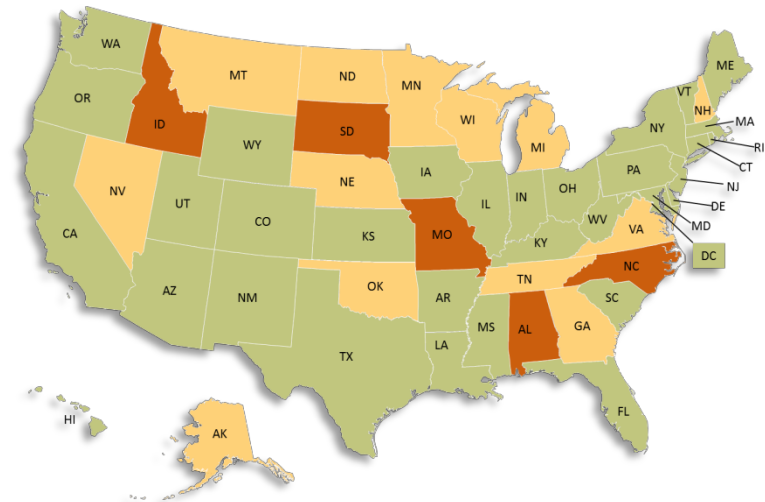 WA
MT
ND
MN
ME
VT
NH
MA
OR
ID
SD
WI
MI
NY
RI
WY
CT
NV
NE
IA
PA
NJ
IL
IN
OH
DE
UT
CO
KS
MO
WV
MD
VA
CA
KY
DC
NC
AZ
NM
OK
TN
AR
SC
MS
AL
GA
LA
TX
FL
HI
AK